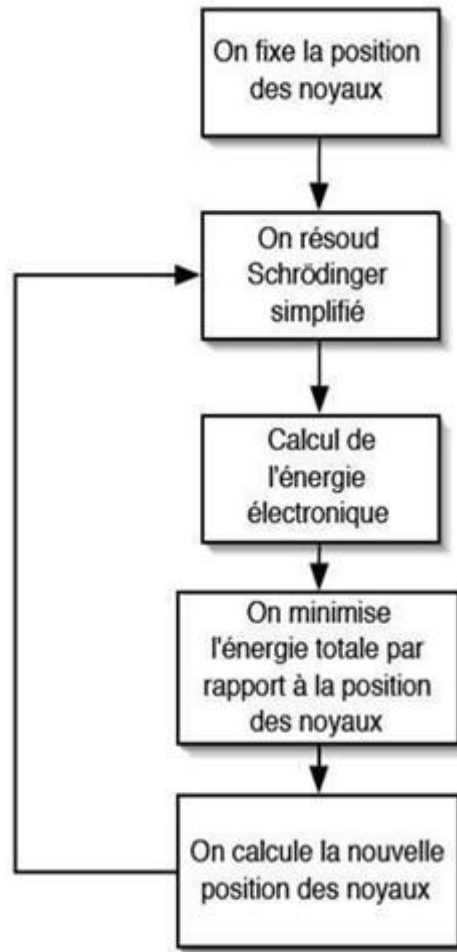 On fixe la position
des noyaux
On résoud
Schrödinger
simplifié
Calcul de
l'énergie
électronique
On minimise
l'énergie totale par
rapport à la position
des noyaux
On calcule la nouvelle
position des noyaux